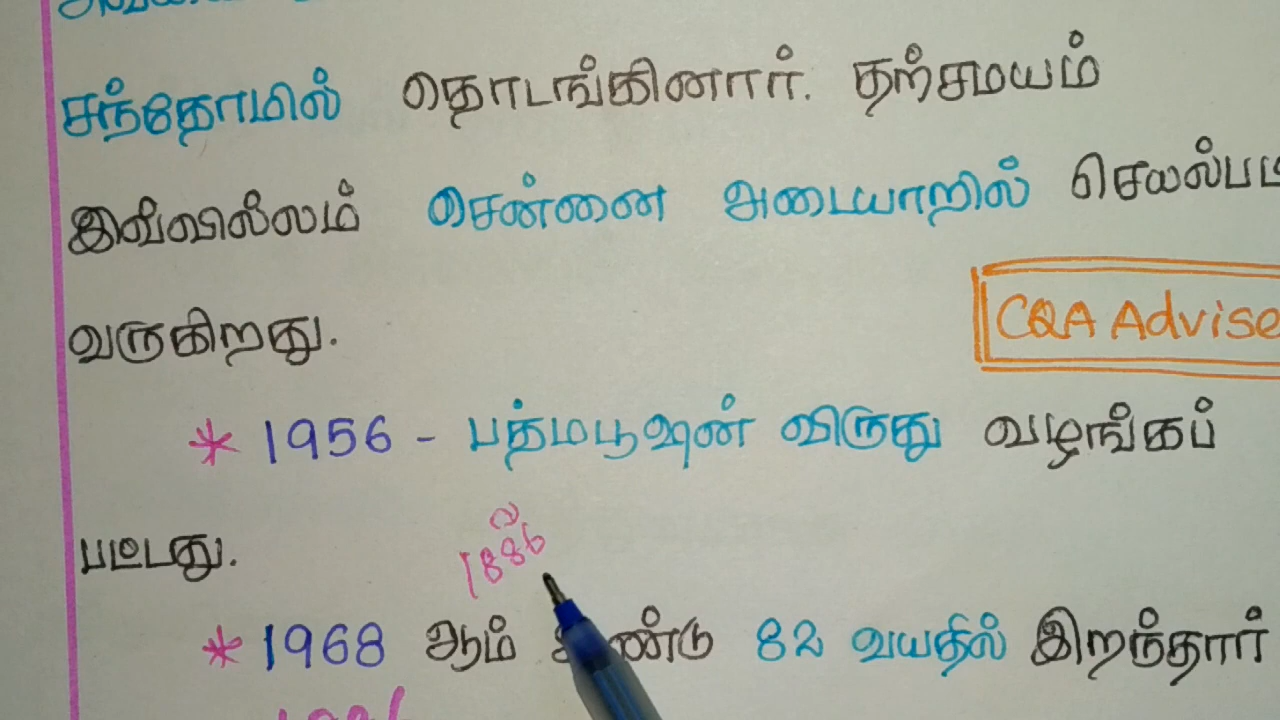 சந்தோமில் தொடங்கினார். தற்சமயம்
இவ்வில்லம் சென்னை அடையாறில் செயல்பட
வருகிறது.
CQA Advise
* 1956 - பத்மபூஷண் விருது வழங்கப்
பட்டது.
1886
* 1968 ஆம் ஆண்டு 82 வயதில் இறந்தார்